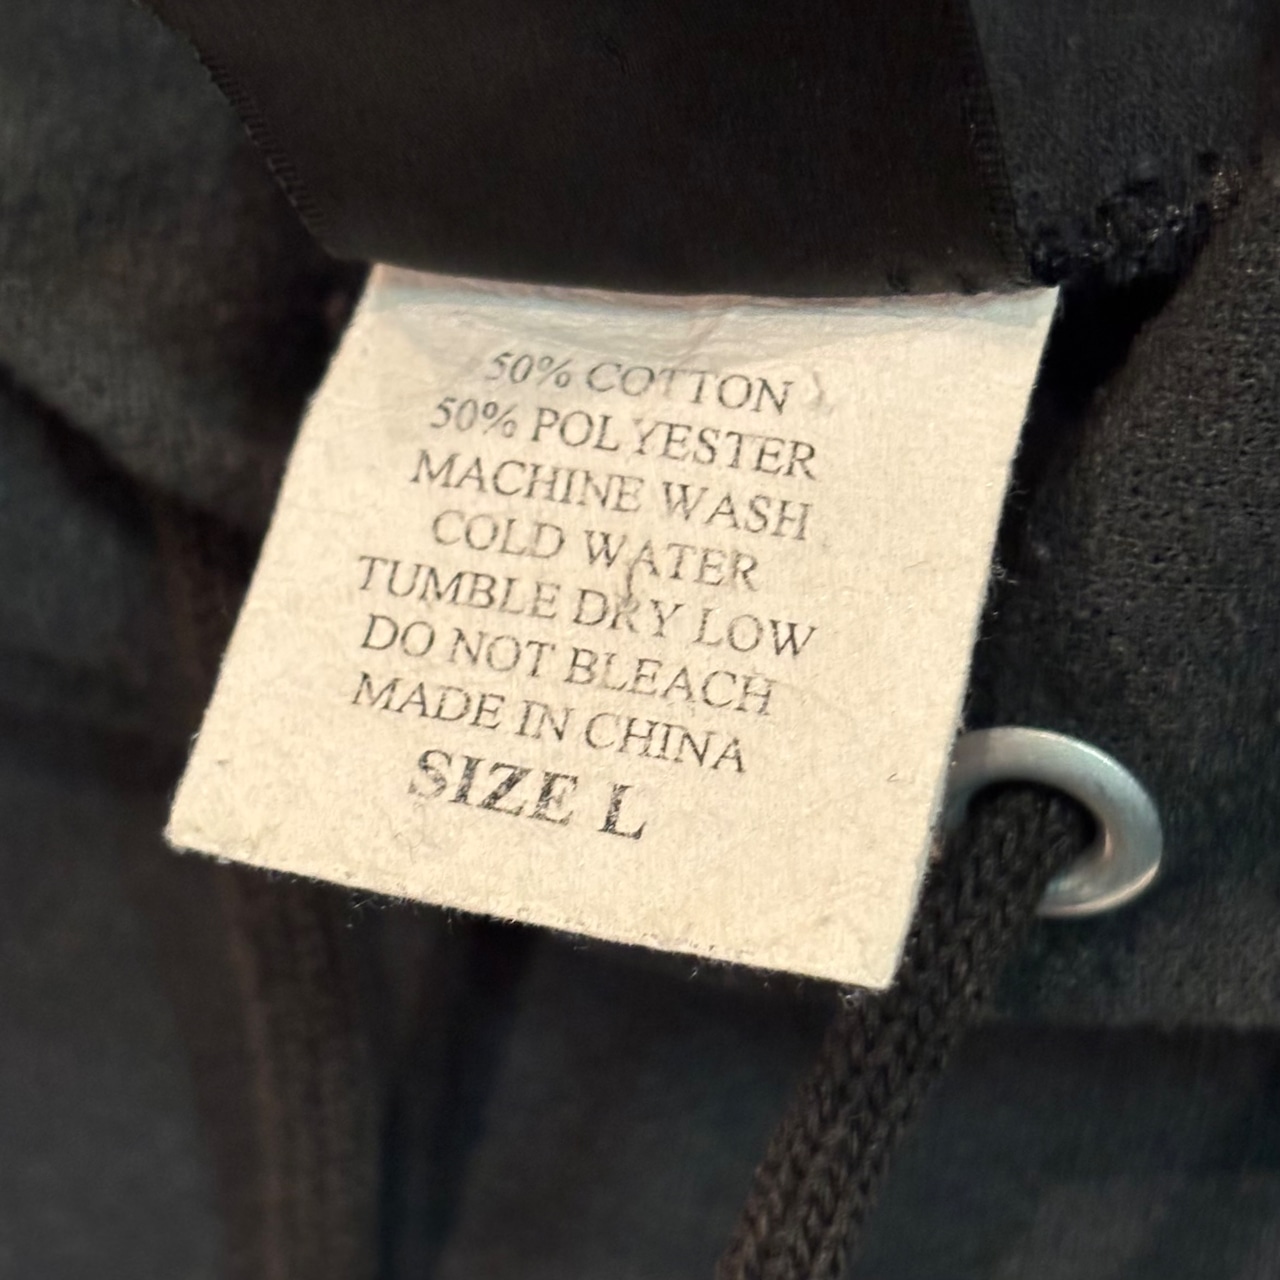 50% COTTON
50% POLYESTER
MACHINE WASH
COLD WATER
TUMBLE DRY LOW
DO NOT BLEACH
MADE IN CHINA
SIZE L